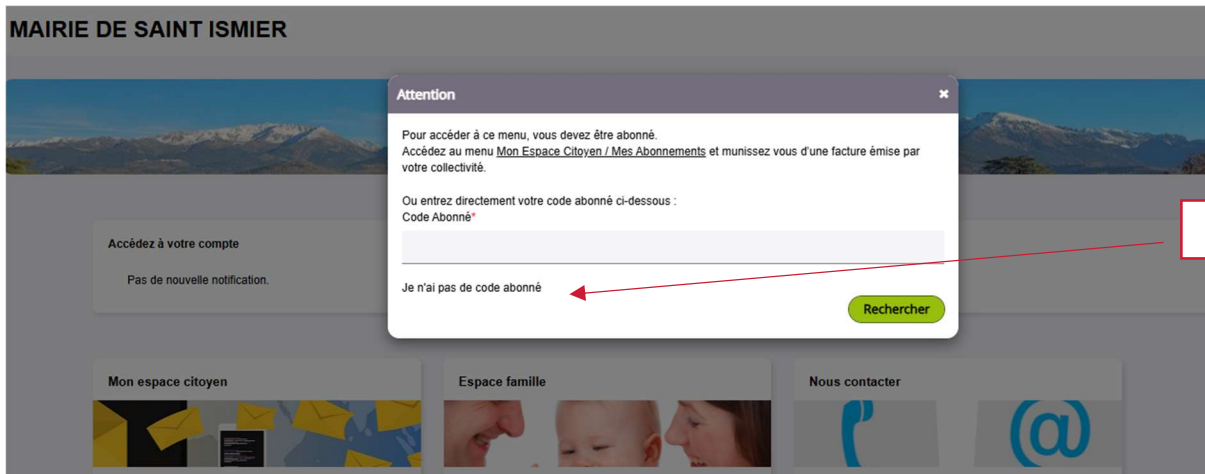 MAIRIE DE SAINT ISMIER
Attention
Pour accéder à ce menu, vous devez être abonné.
Accédez au menu Mon Espace Citoyen / Mes Abonnements et munissez vous d'une facture émise par
votre collectivité.
Ou entrez directement votre code abonné ci-dessous :
Code Abonné*
Je n'ai pas de code abonné
Rechercher
Accédez à votre compte
Pas de nouvelle notification.
Mon espace citoyen
Espace famille
Nous contacter
@